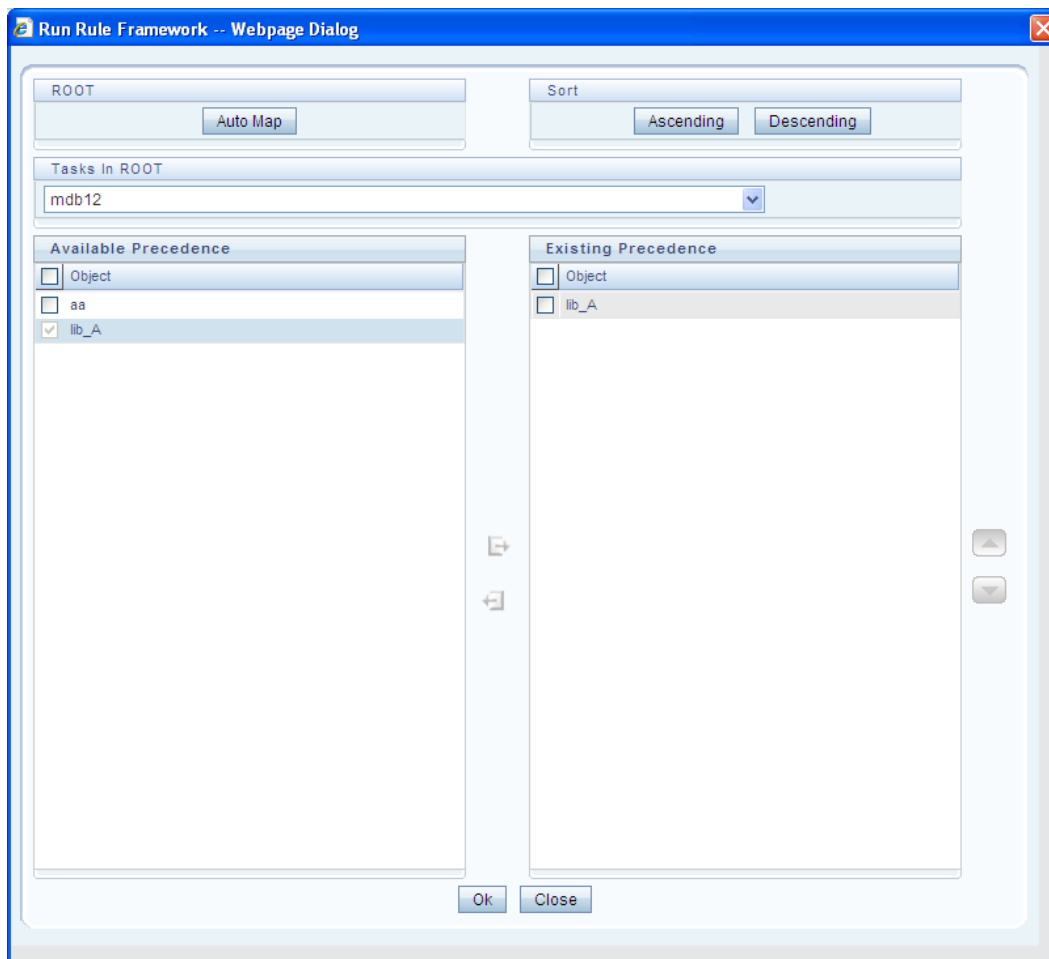 Run Rule Framework -- Webpage Dialog
ROOT
Auto Map
Sort
Ascending Descending
Tasks In ROOT
mdb12
Available Precedence
Object
aa
lib_A
Existing Precedence
Object
lib_A
Ok Close